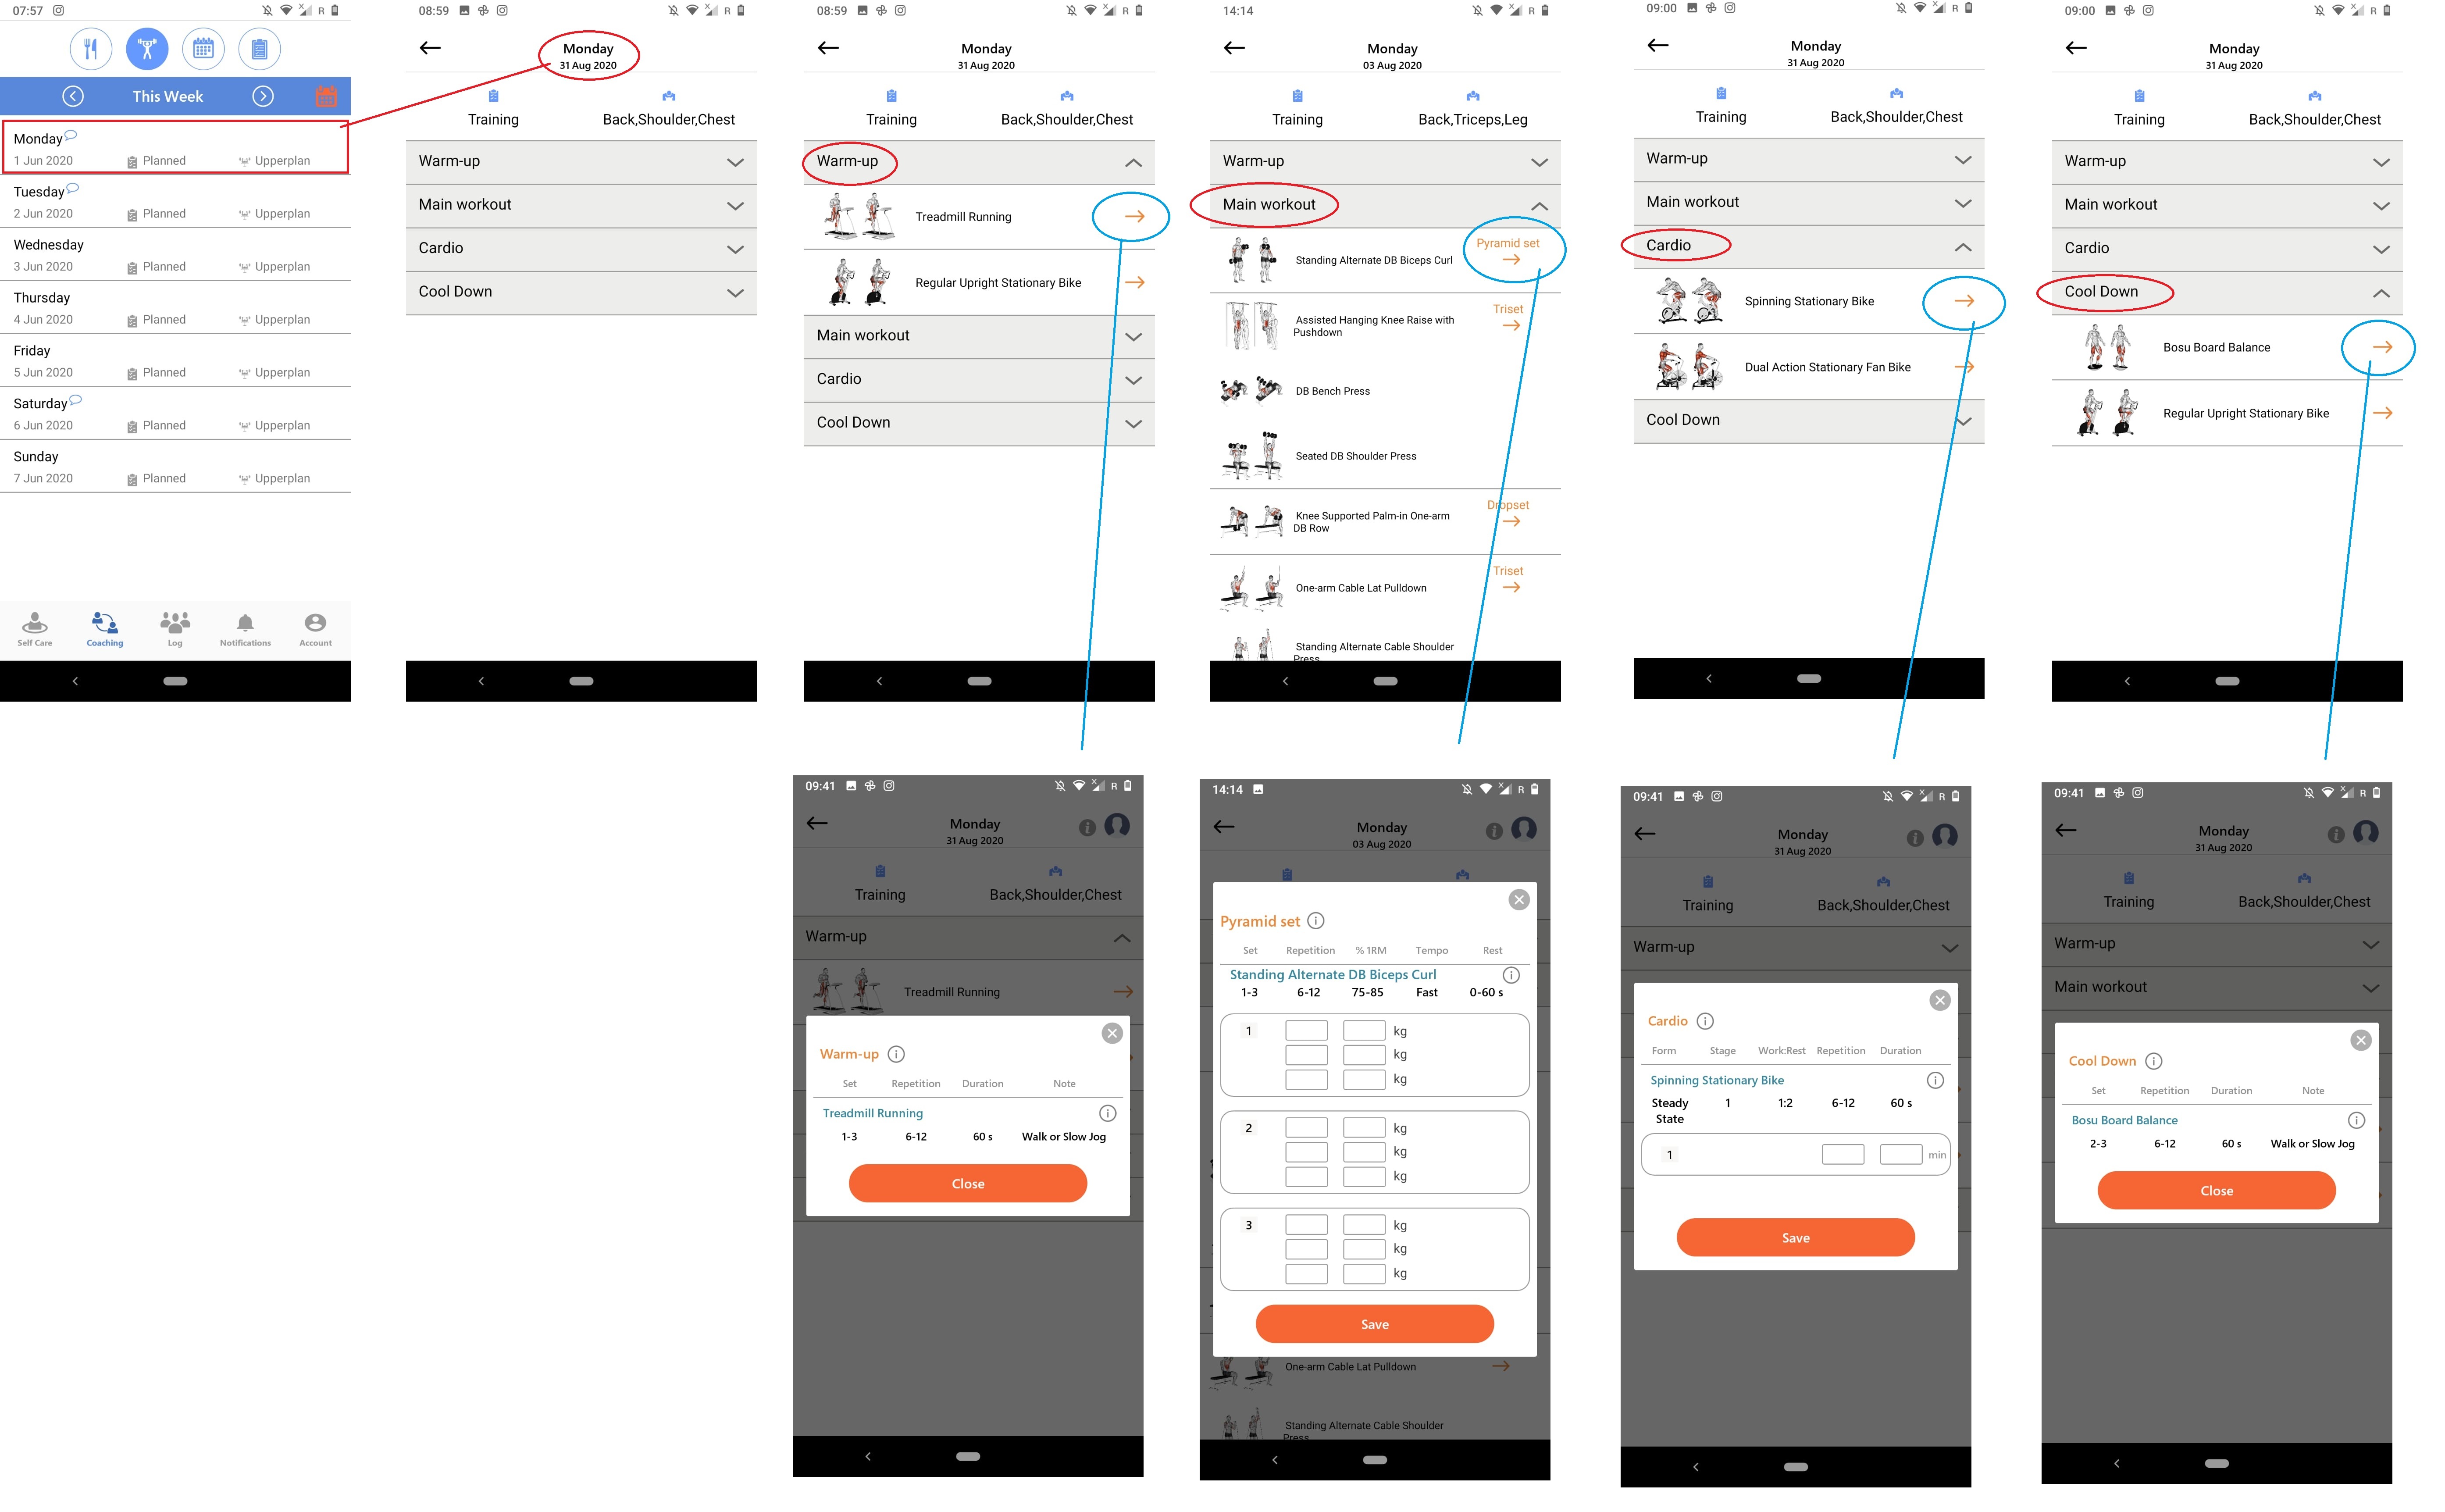 07:57
This Week
Monday
1 Jun 2020 Planned Upperplan
Tuesday
2 Jun 2020 Planned Upperplan
Wednesday
3 Jun 2020 Planned Upperplan
Thursday
4 Jun 2020 Planned Upperplan
Friday
5 Jun 2020 Planned Upperplan
Saturday
6 Jun 2020 Planned Upperplan
Sunday
7 Jun 2020 Planned Upperplan
Self Care Coaching Log Notifications Account
08:59 R
Monday
31 Aug 2020
Training Back,Shoulder,Chest
Warm-up
Main workout
Cardio
Cool Down
08:59 R
Monday
31 Aug 2020
Training Back,Shoulder,Chest
Warm-up
Treadmill Running
Regular Upright Stationary Bike
Main workout
Cardio
Cool Down
14:14 R
Monday
03 Aug 2020
Training Back,Triceps,Leg
Warm-up
Main workout
Pyramid set
Standing Alternate DB Biceps Curl
Triset
Assisted Hanging Knee Raise with
Pushdown
DB Bench Press
Seated DB Shoulder Press
Dropset
Knee Supported Palm-in One-arm
DB Row
Triset
One-arm Cable Lat Pulldown
Standing Alternate Cable Shoulder
Press
09:00 R
Monday
31 Aug 2020
Training Back,Shoulder,Chest
Warm-up
Main workout
Cardio
Spinning Stationary Bike
Dual Action Stationary Fan Bike
Cool Down
09:00 R
Monday
31 Aug 2020
Training Back,Shoulder,Chest
Warm-up
Main workout
Cardio
Cool Down
Bosu Board Balance
Regular Upright Stationary Bike
09:41 R
Monday
31 Aug 2020
Training Back,Shoulder,Chest
Warm-up
Treadmill Running
Warm-up
Set Repetition Duration Note
Treadmill Running
1-3 6-12 60 s Walk or Slow Jog
Close
14:14 R
Monday
03 Aug 2020
Pyramid set
Set Repetition % 1RM Tempo Rest
Standing Alternate DB Biceps Curl
1-3 6-12 75-85 Fast 0-60 s
1 kg
kg
kg
2 kg
kg
kg
3 kg
kg
kg
Save
One-arm Cable Lat Pulldown
Standing Alternate Cable Shoulder
Press
09:41 R
Monday
31 Aug 2020
Training Back,Shoulder,Chest
Warm-up
Cardio
Form Stage Work:Rest Repetition Duration
Spinning Stationary Bike
Steady 1 1:2 6-12 60 s
State
1 min
Save
09:41 R
Monday
31 Aug 2020
Training Back,Shoulder,Chest
Warm-up
Main workout
Cool Down
Set Repetition Duration Note
Bosu Board Balance
2-3 6-12 60 s Walk or Slow Jog
Close